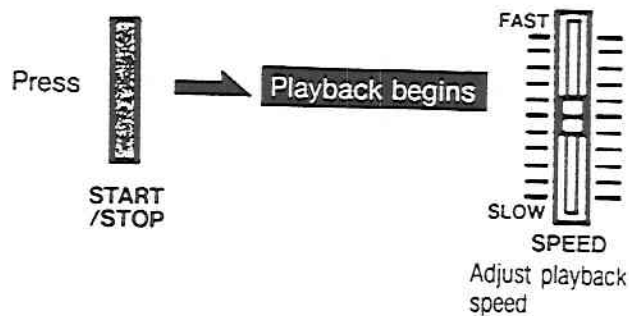 Press
START
/STOP
Playback begins
FAST
SLOW
SPEED
Adjust playback
speed